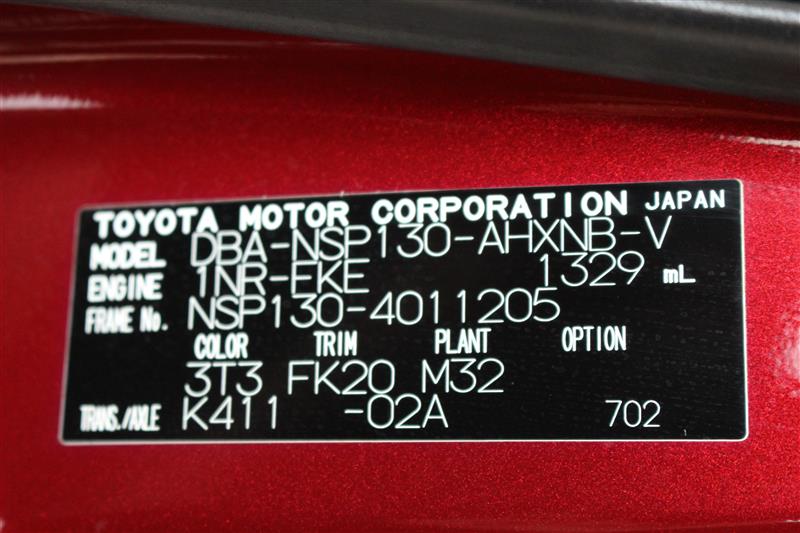 TOYOTA MOTOR CORPORATION JAPAN
MODEL DBA-NSP130-AHXNB-V
ENGINE 1NR-FKE 1329 mL
FRAME No. NSP130-4011205
COLOR TRIM PLANT OPTION
3T3 FK20 M32
TRANS./AXLE K411 -02A 702